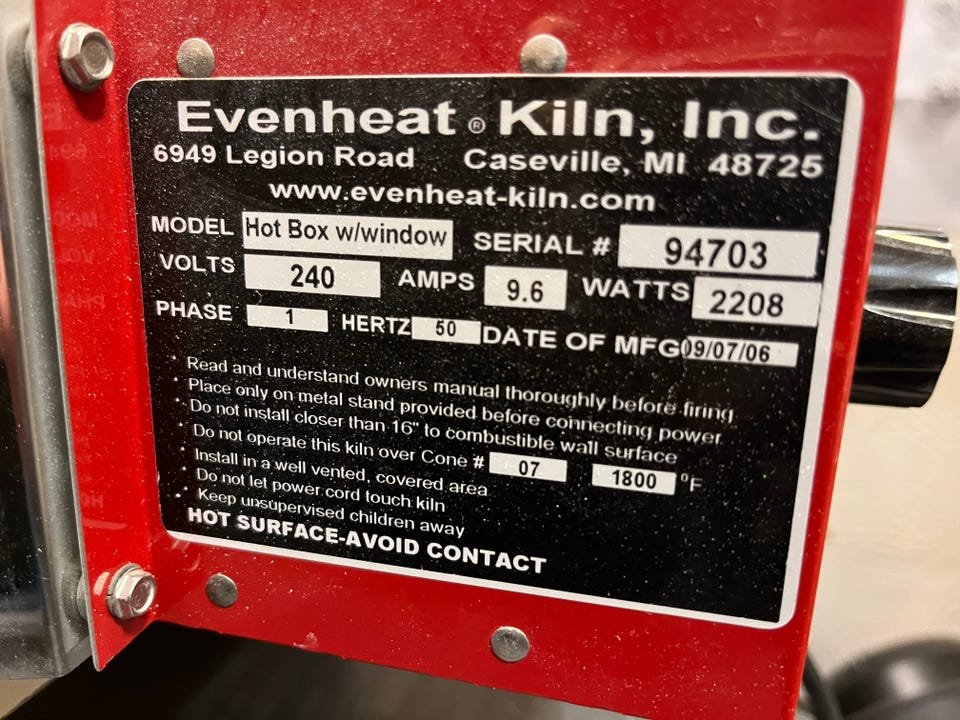 Evenheat ® Kiln, Inc.
6949 Legion Road Caseville, MI 48725
www.evenheat-kiln.com
MODEL Hot Box w/window SERIAL # 94703
VOLTS 240 AMPS 9.6 WATTS 2208
PHASE 1 HERTZ 50 DATE OF MFG 09/07/06
* Read and understand owners manual thoroughly before firing
* Place only on metal stand provided before connecting power
* Do not install closer than 16" to combustible wall surface
* Do not operate this kiln over Cone # 07 1800 °F
* Install in a well vented, covered area
* Do not let power cord touch kiln
* Keep unsupervised children away
HOT SURFACE-AVOID CONTACT